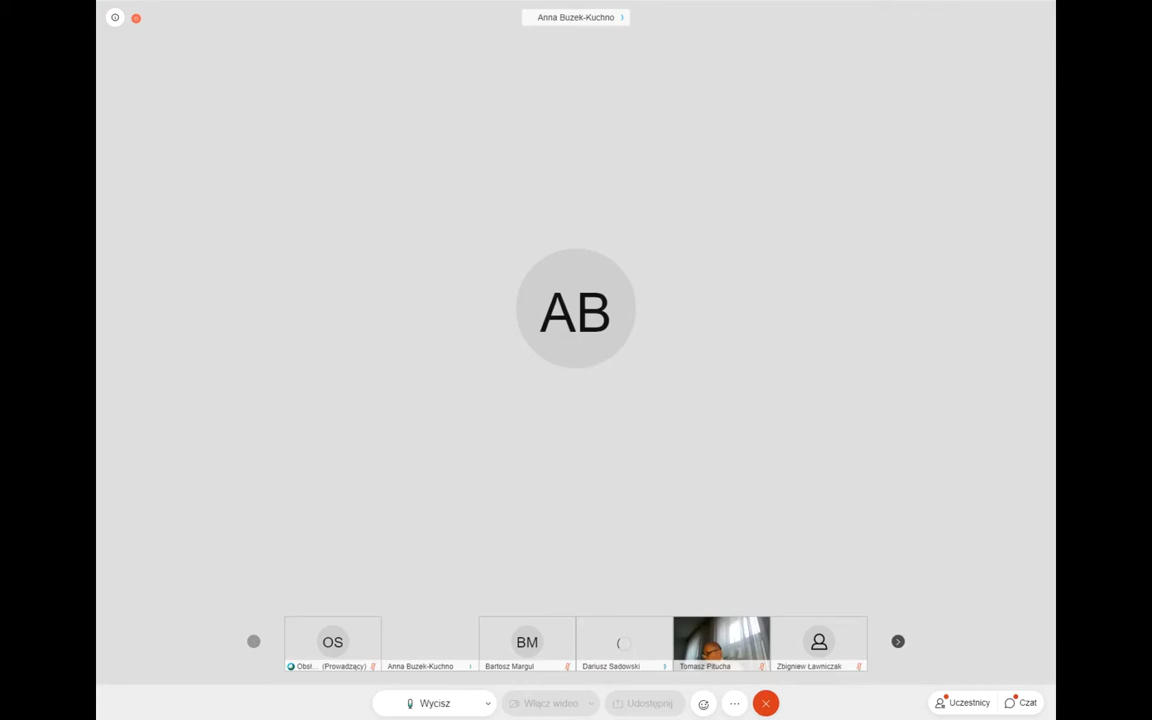 Anna Buzek-Kuchno
AB
OS
BM
Obsł... (Prowadzący)
Anna Buzek-Kuchno
Bartosz Margul
Dariusz Sadowski
Tomasz Pitucha
Zbigniew Ławniczak
Wycisz
Włącz wideo
Udostępnij
Uczestnicy
Czat